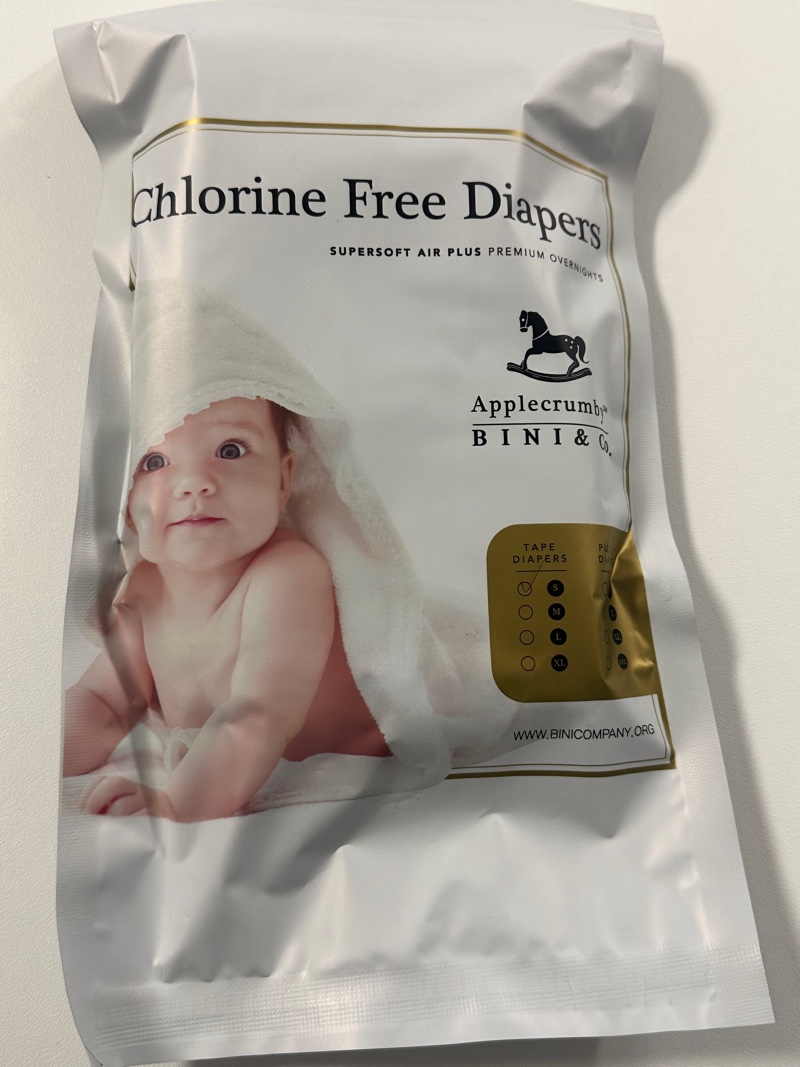 Chlorine Free Diapers
SUPERSOFT AIR PLUS PREMIUM OVERNIGHTS
Applecrumby™
BINI & Co.
TAPE
DIAPERS
S
M
L
XL
WWW.BINICOMPANY.ORG